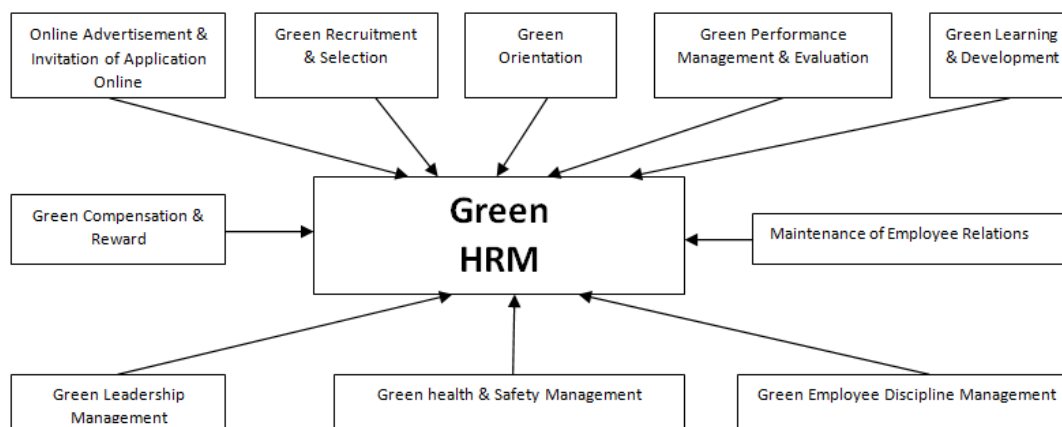 Online Advertisement &
Invitation of Application
Online
Green Recruitment
& Selection
Green
Orientation
Green Performance
Management & Evaluation
Green Learning
& Development
Green Compensation &
Reward
Green
HRM
Maintenance of Employee Relations
Green Leadership
Management
Green health & Safety Management
Green Employee Discipline Management